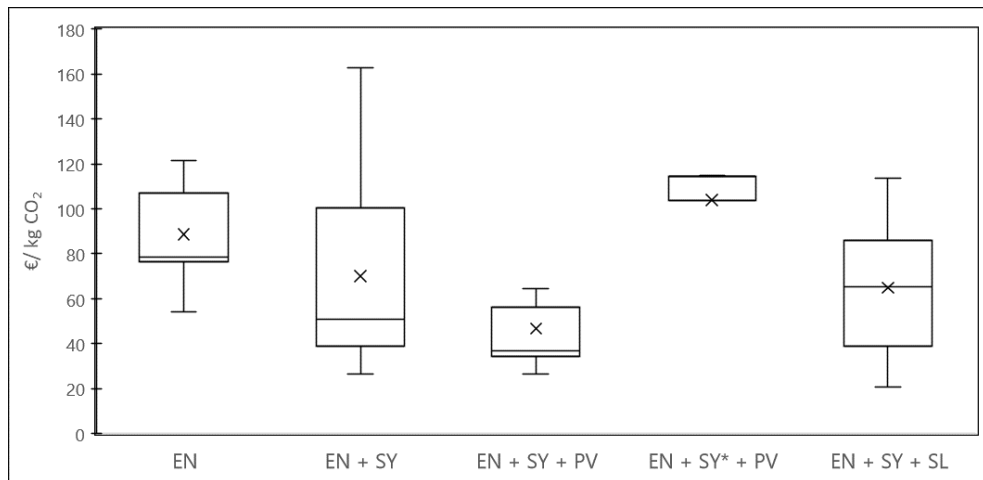 180
160
140
120
100
80
60
40
20
0
€/ kg CO₂
EN
EN + SY
EN + SY + PV
EN + SY* + PV
EN + SY + SL